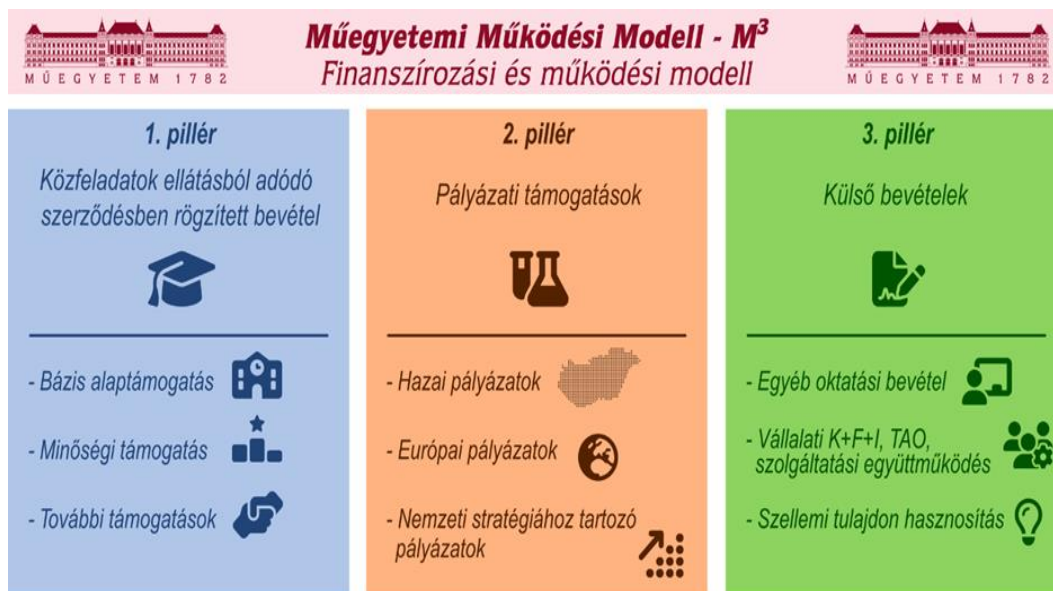 MŰEGYETEM 1782
Műegyetemi Működési Modell - M³
Finanszírozási és működési modell
MŰEGYETEM 1782
1. pillér
Közfeladatok ellátásból adódó
szerződésben rögzített bevétel
- Bázis alaptámogatás
- Minőségi támogatás
- További támogatások
2. pillér
Pályázati támogatások
- Hazai pályázatok
- Európai pályázatok
- Nemzeti stratégiához tartozó
pályázatok
3. pillér
Külső bevételek
- Egyéb oktatási bevétel
- Vállalati K+F+I, TAO,
szolgáltatási együttműködés
- Szellemi tulajdon hasznosítás